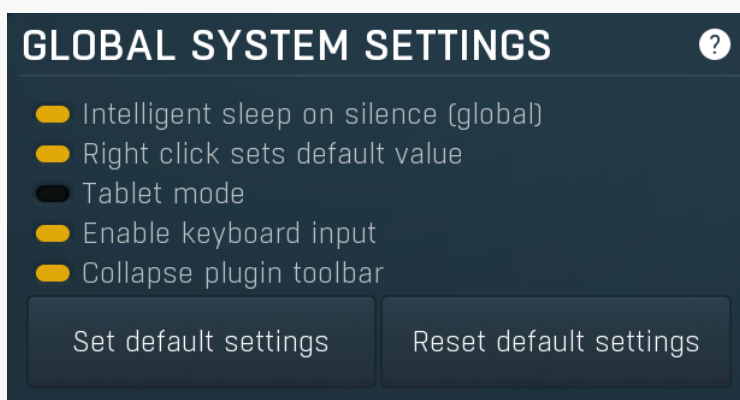 GLOBAL SYSTEM SETTINGS ?
Intelligent sleep on silence (global)
Right click sets default value
Tablet mode
Enable keyboard input
Collapse plugin toolbar
Set default settings Reset default settings